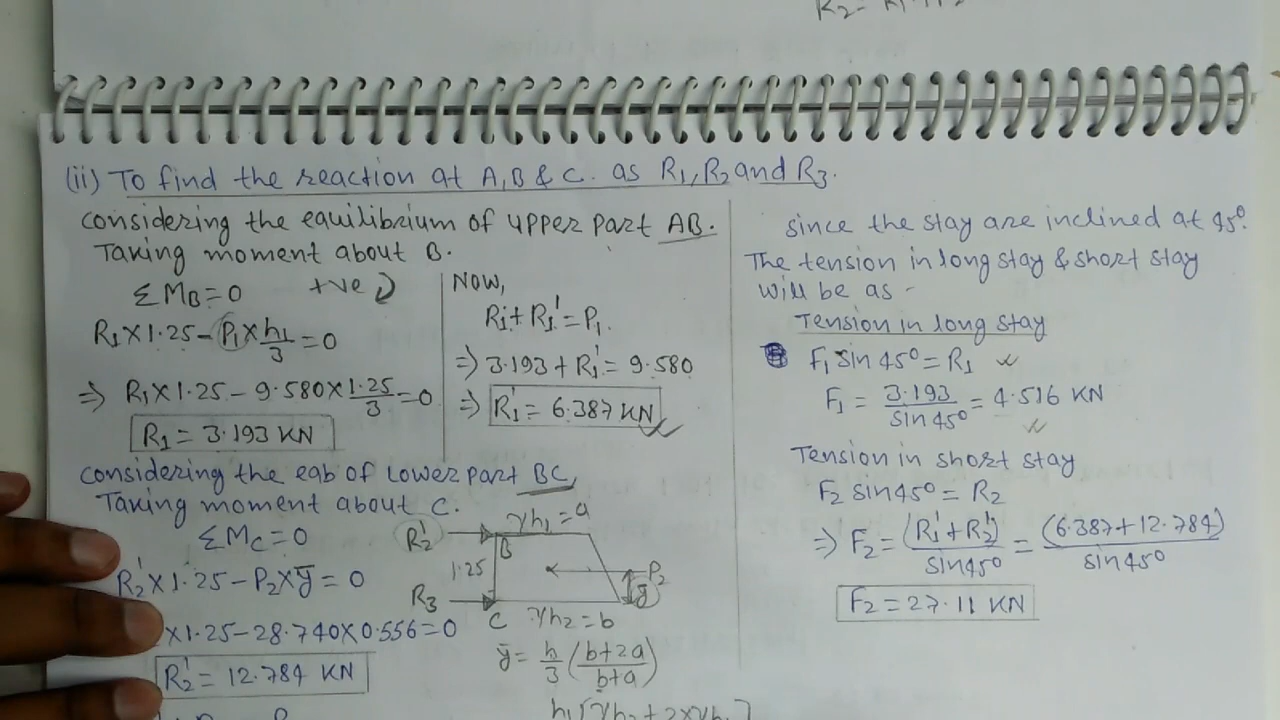 (ii) To find the reaction at A, B & C. as R₁, R₂ and R₃.
considering the equilibrium of upper part AB.
Taking moment about B.
ΣM_B = 0 +ve
R₁ × 1.25 - P₁ × h₁/3 = 0
⇒ R₁ × 1.25 - 9.580 × 1.25/3 = 0
R₁ = 3.193 KN
Now,
R₁ + R₁' = P₁.
⇒ 3.193 + R₁' = 9.580
⇒ R₁' = 6.387 KN
considering the eqb of lower part BC,
Taking moment about C.
ΣM_C = 0
R₂' × 1.25 - P₂ × ȳ = 0
× 1.25 - 28.740 × 0.556 = 0
R₂' = 12.784 KN
γh₁ = a
R₂'
B
1.25
P₂
ȳ
R₃
C γh₂ = b
ȳ = h/3 (b+2a/b+a)
since the stay are inclined at 45°
The tension in long stay & short stay
will be as -
Tension in long stay
F₁ sin 45° = R₁
F₁ = 3.193/sin 45° = 4.516 KN
Tension in short stay
F₂ sin 45° = R₂
⇒ F₂ = (R₁' + R₂')/sin 45° = (6.387 + 12.784)/sin 45°
F₂ = 27.11 KN